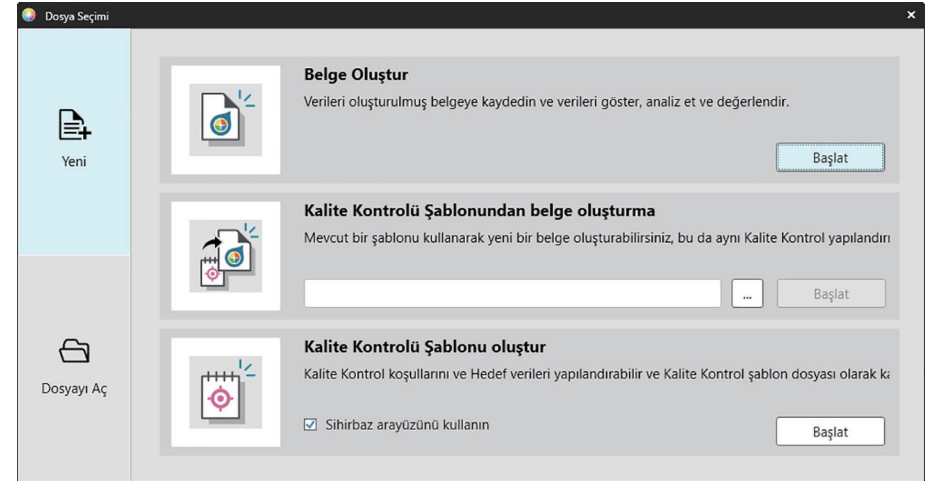 Dosya Seçimi
Yeni
Dosyayı Aç
Belge Oluştur
Verileri oluşturulmuş belgeye kaydedin ve verileri göster, analiz et ve değerlendir.
Başlat
Kalite Kontrolü Şablonundan belge oluşturma
Mevcut bir şablonu kullanarak yeni bir belge oluşturabilirsiniz, bu da aynı Kalite Kontrol
...
Başlat
Kalite Kontrolü Şablonu oluştur
Kalite Kontrol koşullarını ve Hedef verileri yapılandırabilir ve Kalite Kontrol şablon dosyası olarak
Sihirbaz arayüzünü kullanın
Başlat